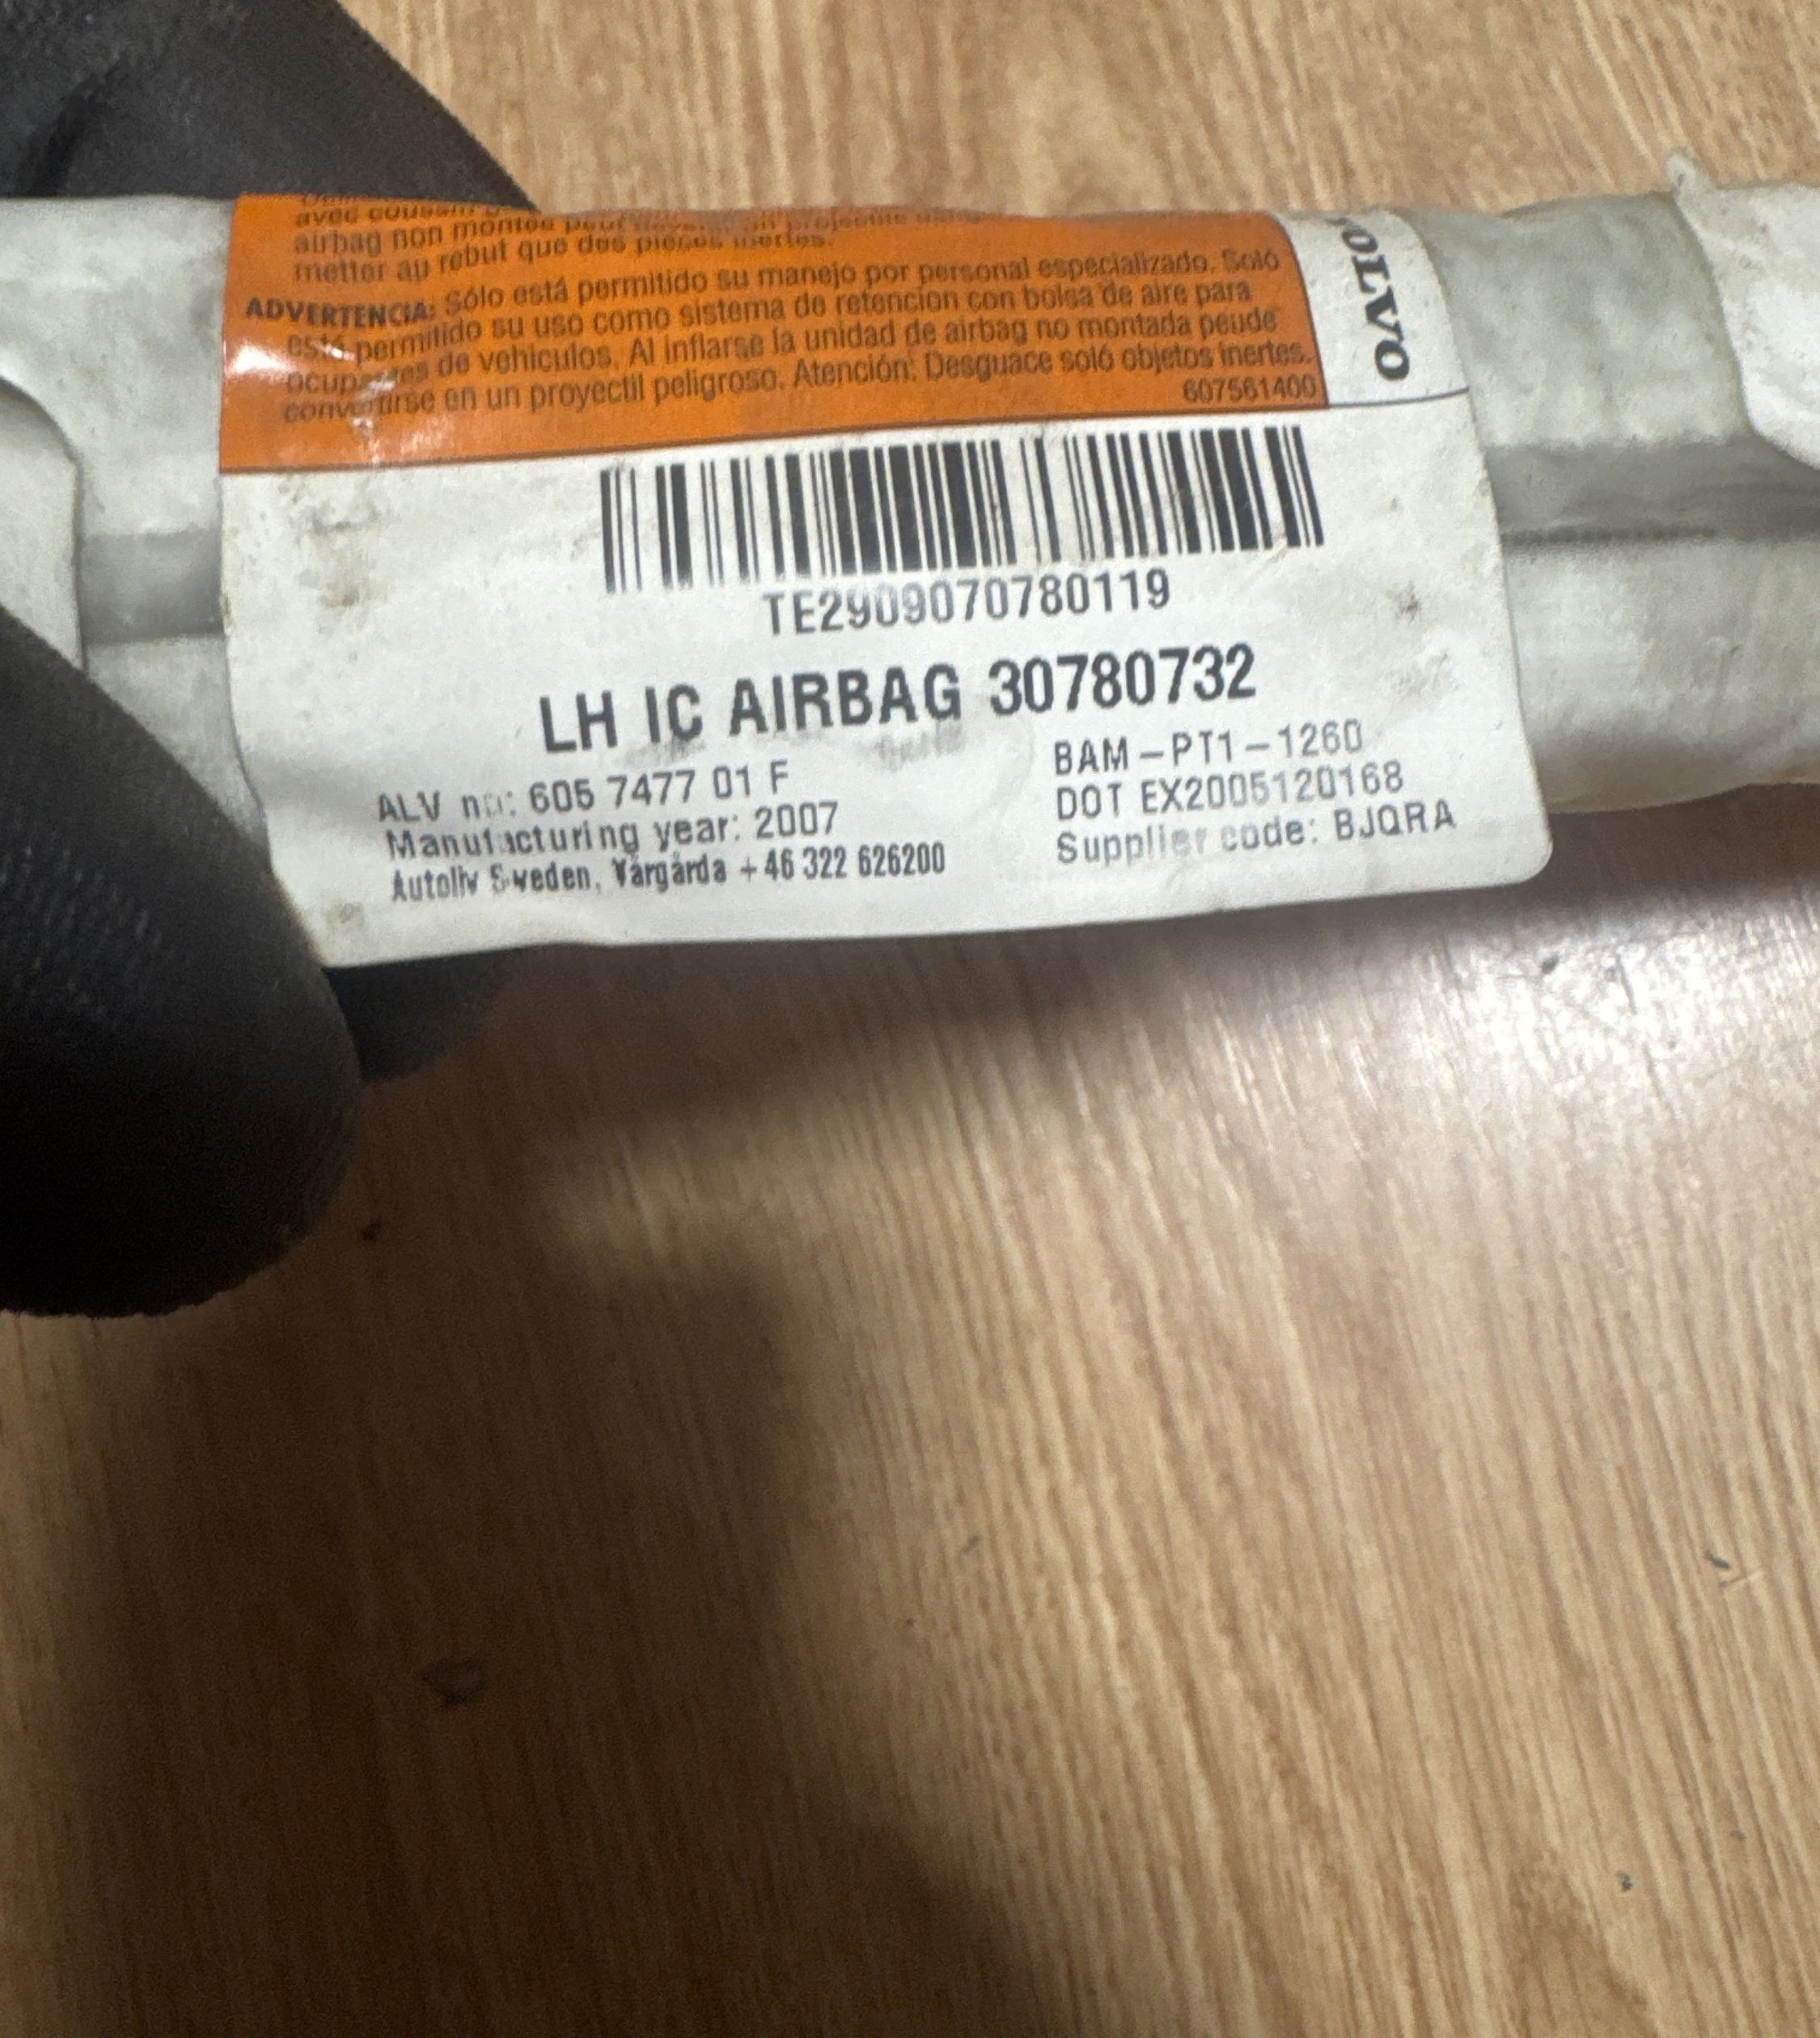 avec coussin
airbag non montée peut un projectile
metter au rebut que des pièces inertes.
ADVERTENCIA: Sólo está permitido su manejo por personal especializado. Soló
está permitido su uso como sistema de retencion con bolsa de aire para
ocupantes de vehiculos. Al inflarse la unidad de airbag no montada peude
convertirse en un proyectil peligroso. Atención: Desguace soló objetos inertes.
607561400
VOLVO
TE2909070780119
LH IC AIRBAG 30780732
ALV no: 605 7477 01 F
Manufacturing year: 2007
Autoliv Sweden, Vårgårda +46 322 626200
BAM-PT1-1260
DOT EX2005120168
Supplier code: BJQRA